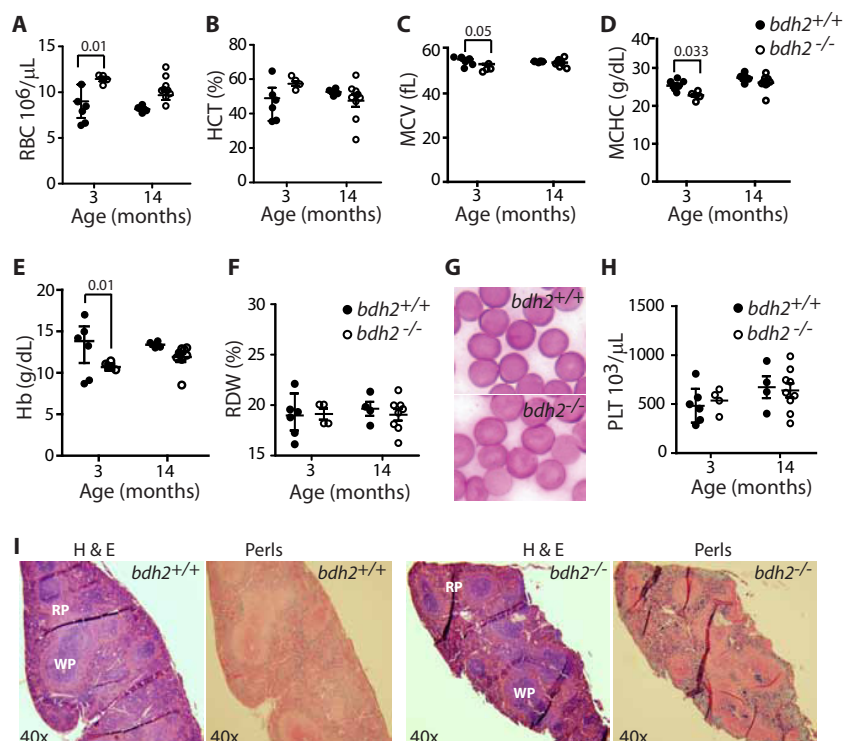 A
RBC 10⁶/μL
15
10
5
0
0.01
3
14
Age (months)
B
HCT (%)
100
80
60
40
20
0
3
14
Age (months)
C
MCV (fL)
60
40
20
0
0.05
3
14
Age (months)
D
MCHC (g/dL)
40
30
20
10
0
0.033
bdh2+/+
bdh2-/-
3
14
Age (months)
E
Hb (g/dL)
20
15
10
5
0
0.01
3
14
Age (months)
F
RDW (%)
30
25
20
15
bdh2+/+
bdh2-/-
3
14
Age (months)
G
bdh2+/+
bdh2-/-
H
PLT 10³/μL
1500
1000
500
0
bdh2+/+
bdh2-/-
3
14
Age (months)
I
H & E
bdh2+/+
RP
WP
40x
Perls
bdh2+/+
40x
H & E
bdh2-/-
RP
WP
40x
Perls
bdh2-/-
40x